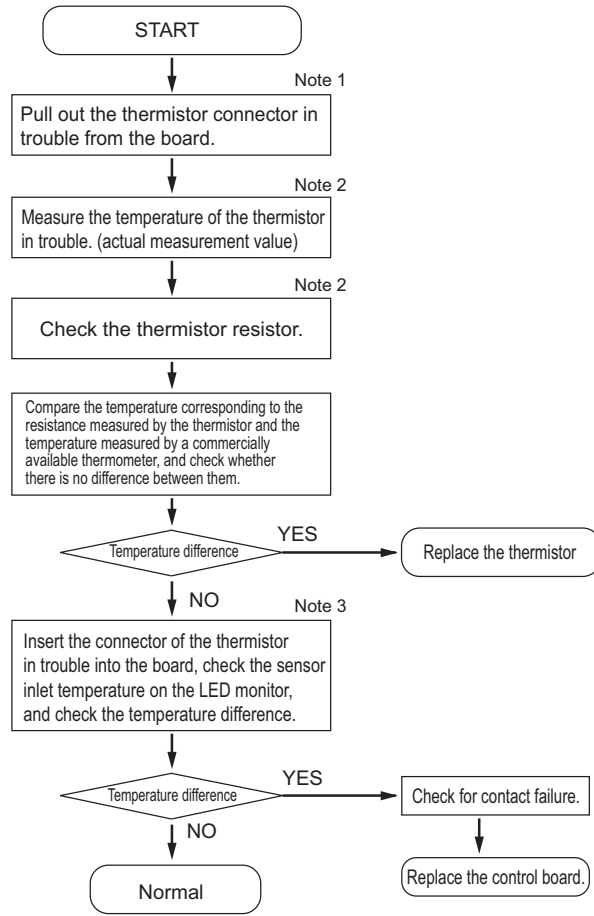 START
Note 1
Pull out the thermistor connector in
trouble from the board.
Note 2
Measure the temperature of the thermistor
in trouble. (actual measurement value)
Note 2
Check the thermistor resistor.
Compare the temperature corresponding to the
resistance measured by the thermistor and the
temperature measured by a commercially
available thermometer, and check whether
there is no difference between them.
Temperature difference
YES
Replace the thermistor
NO
Note 3
Insert the connector of the thermistor
in trouble into the board, check the sensor
inlet temperature on the LED monitor,
and check the temperature difference.
Temperature difference
YES
Check for contact failure.
NO
Replace the control board.
Normal